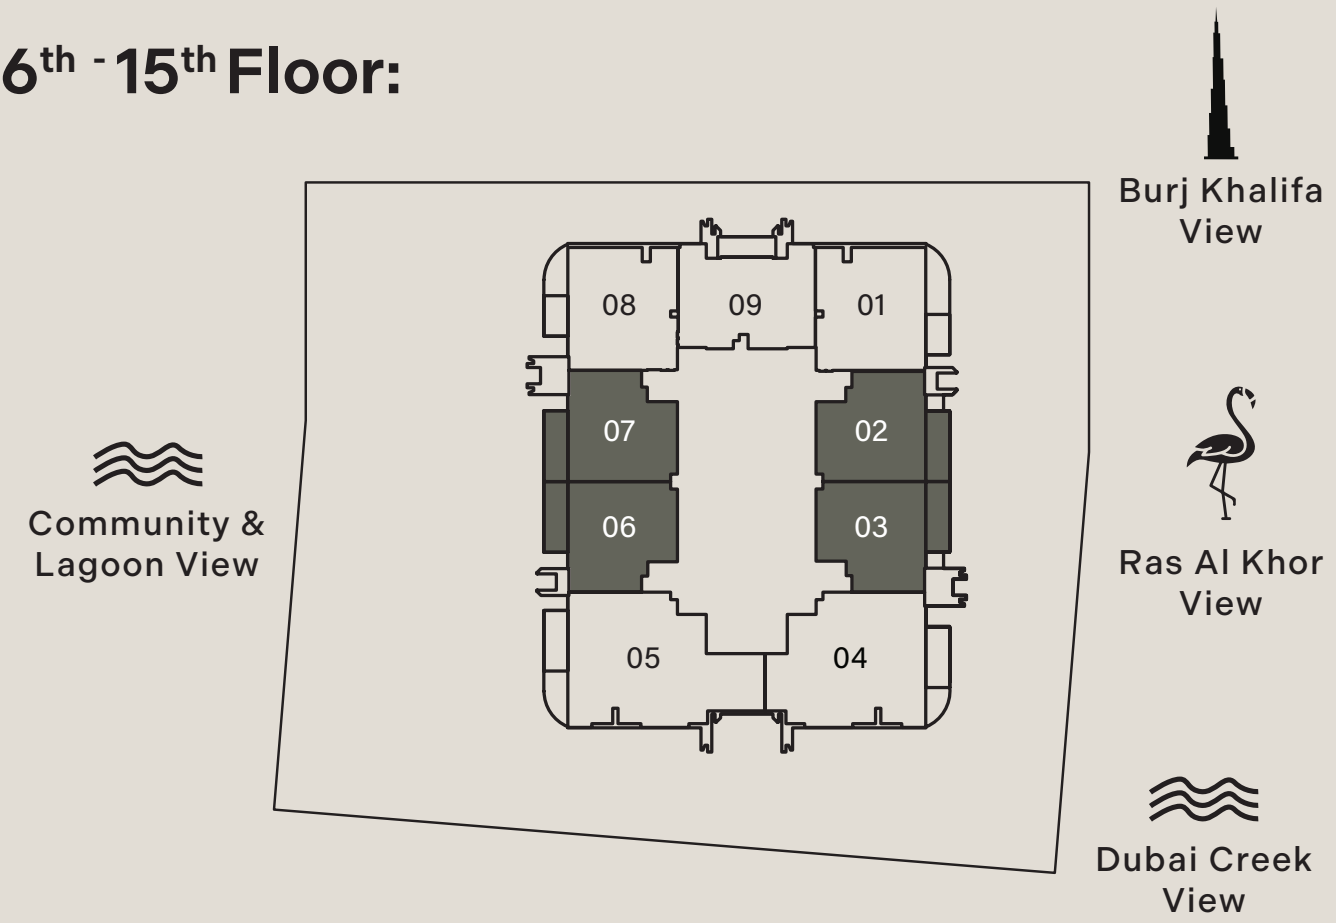 6th - 15th Floor:
Burj Khalifa
View
08
09
01
07
02
Community &
Lagoon View
06
03
Ras Al Khor
View
05
04
Dubai Creek
View